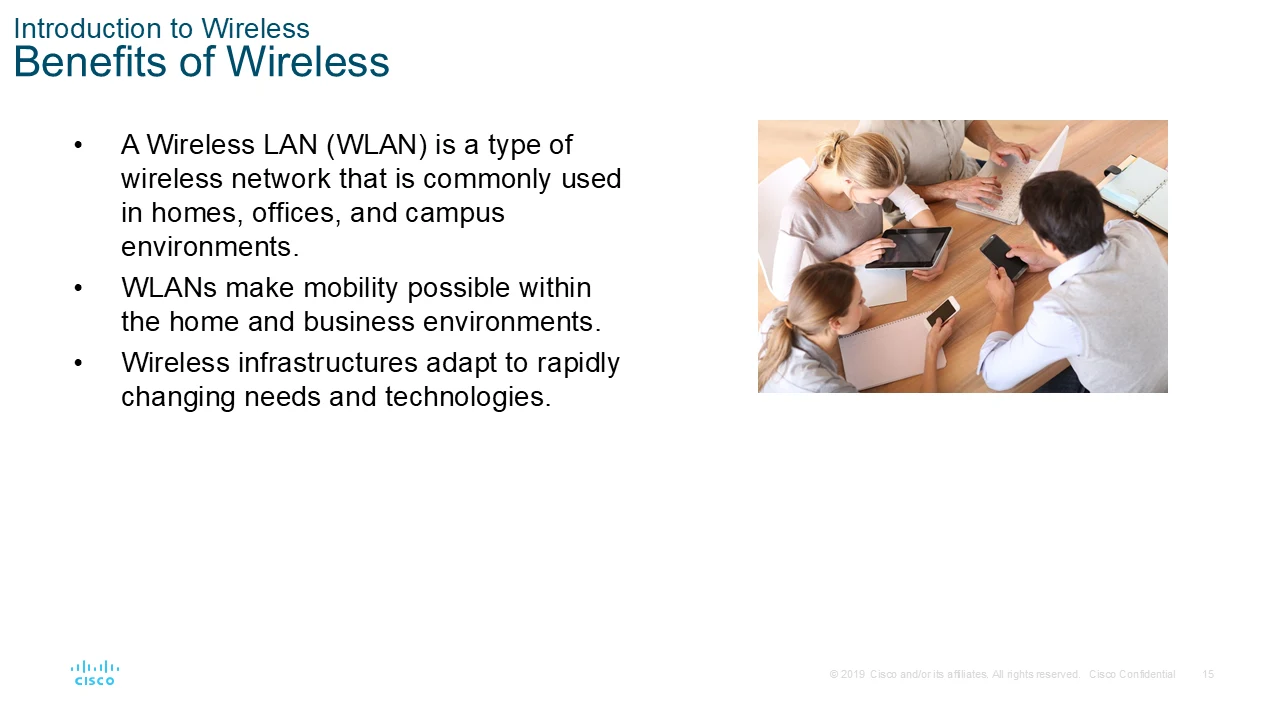 Introduction to Wireless
Benefits of Wireless
• A Wireless LAN (WLAN) is a type of
wireless network that is commonly used
in homes, offices, and campus
environments.
• WLANs make mobility possible within
the home and business environments.
• Wireless infrastructures adapt to rapidly
changing needs and technologies.
CISCO
© 2019 Cisco and/or its affiliates. All rights reserved. Cisco Confidential 15